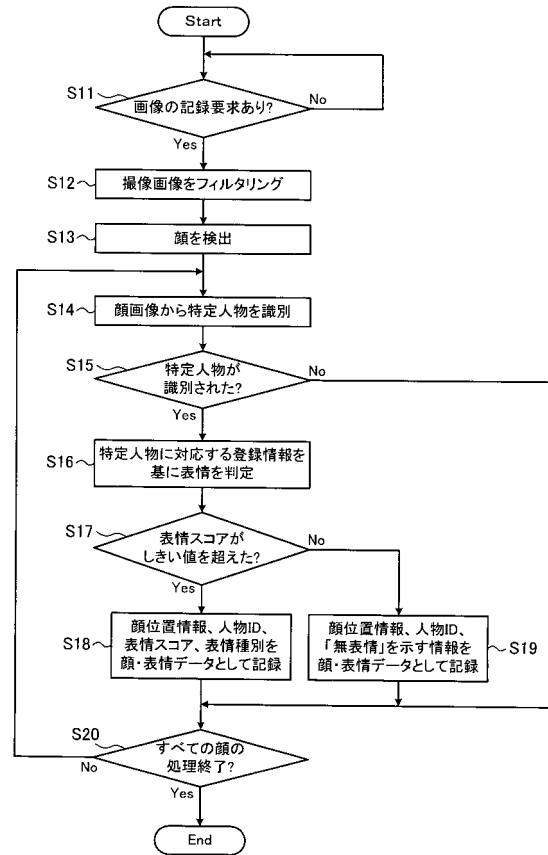 Start
S11
画像の記録要求あり?
No
Yes
S12
撮像画像をフィルタリング
S13
顔を検出
S14
顔画像から特定人物を識別
S15
特定人物が
識別された?
No
Yes
S16
特定人物に対応する登録情報を
基に表情を判定
S17
表情スコアが
しきい値を超えた?
No
Yes
S18
顔位置情報、人物ID、
表情スコア、表情種別を
顔・表情データとして記録
顔位置情報、人物ID、
「無表情」を示す情報を
顔・表情データとして記録
S19
S20
すべての顔の
処理終了?
No
Yes
End